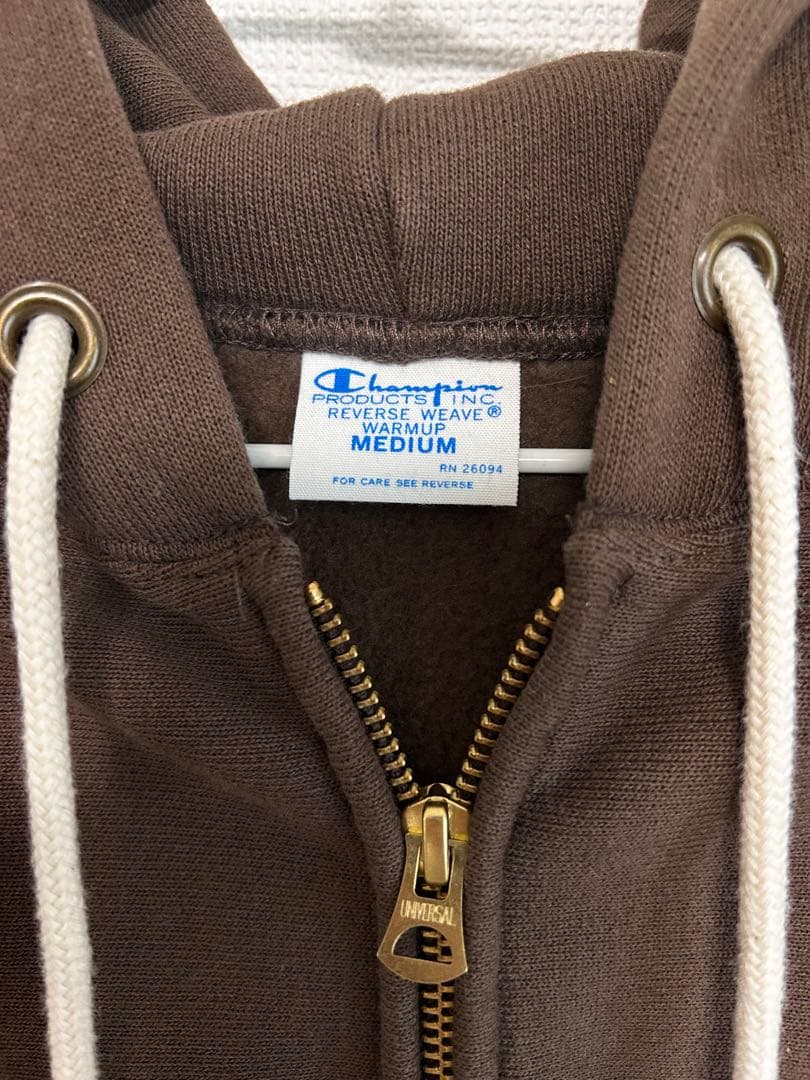 Champion
PRODUCTS INC.
REVERSE WEAVE®
WARMUP
MEDIUM
RN 26094
FOR CARE SEE REVERSE
UNIVERSAL